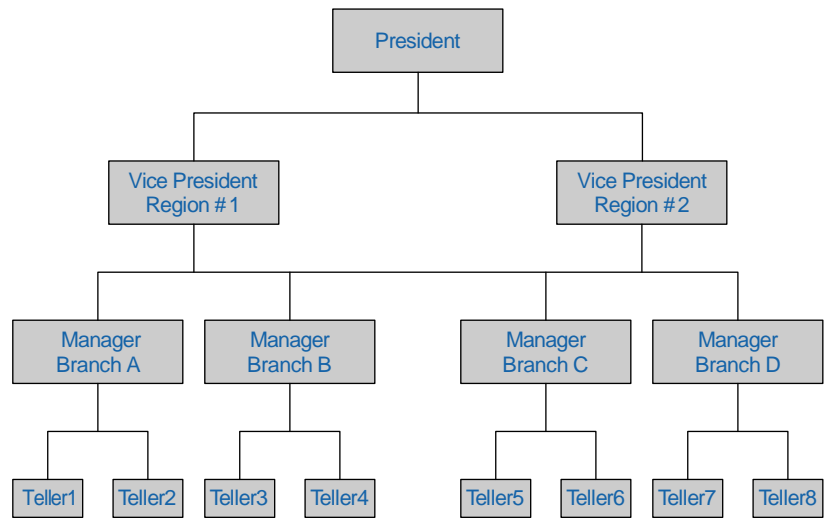 President
Vice President
Region #1
Vice President
Region #2
Manager
Branch A
Manager
Branch B
Manager
Branch C
Manager
Branch D
Teller1
Teller2
Teller3
Teller4
Teller5
Teller6
Teller7
Teller8